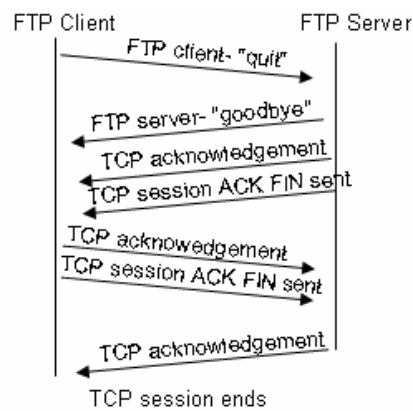 FTP Client FTP Server
FTP client- "quit"
FTP server- "goodbye"
TCP acknowledgement
TCP session ACK FIN sent
TCP acknowedgement
TCP session ACK FIN sent
TCP acknowledgement
TCP session ends